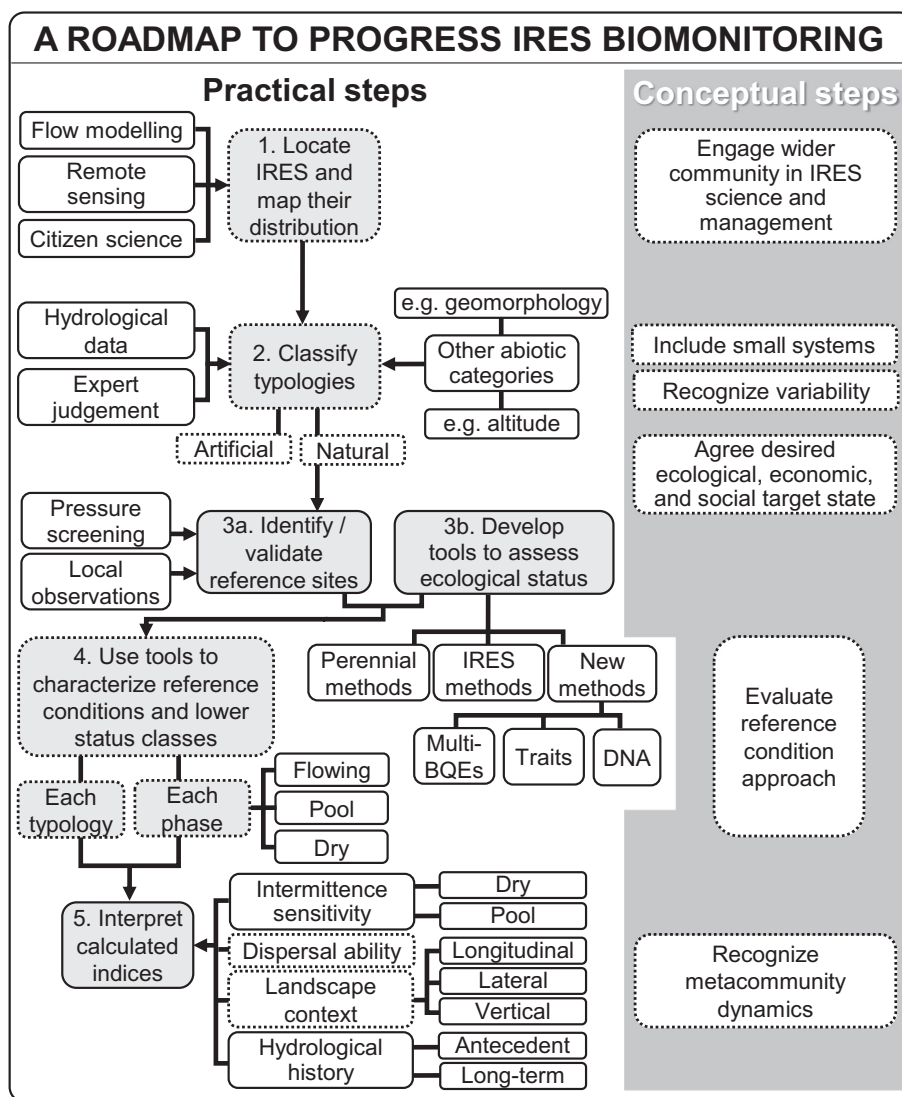 A ROADMAP TO PROGRESS IRES BIOMONITORING
Practical steps
Conceptual steps
Flow modelling
Remote
sensing
Citizen science
1. Locate
IRES and
map their
distribution
Engage wider
community in IRES
science and
management
Hydrological
data
Expert
judgement
2. Classify
typologies
e.g. geomorphology
Other abiotic
categories
e.g. altitude
Include small systems
Recognize variability
Artificial
Natural
Agree desired
ecological, economic,
and social target state
Pressure
screening
Local
observations
3a. Identify /
validate
reference sites
3b. Develop
tools to assess
ecological status
4. Use tools to
characterize reference
conditions and lower
status classes
Perennial
methods
IRES
methods
New
methods
Multi-
BQEs
Traits
DNA
Evaluate
reference
condition
approach
Each
typology
Each
phase
Flowing
Pool
Dry
5. Interpret
calculated
indices
Intermittence
sensitivity
Dry
Pool
Dispersal ability
Landscape
context
Longitudinal
Lateral
Vertical
Hydrological
history
Antecedent
Long-term
Recognize
metacommunity
dynamics